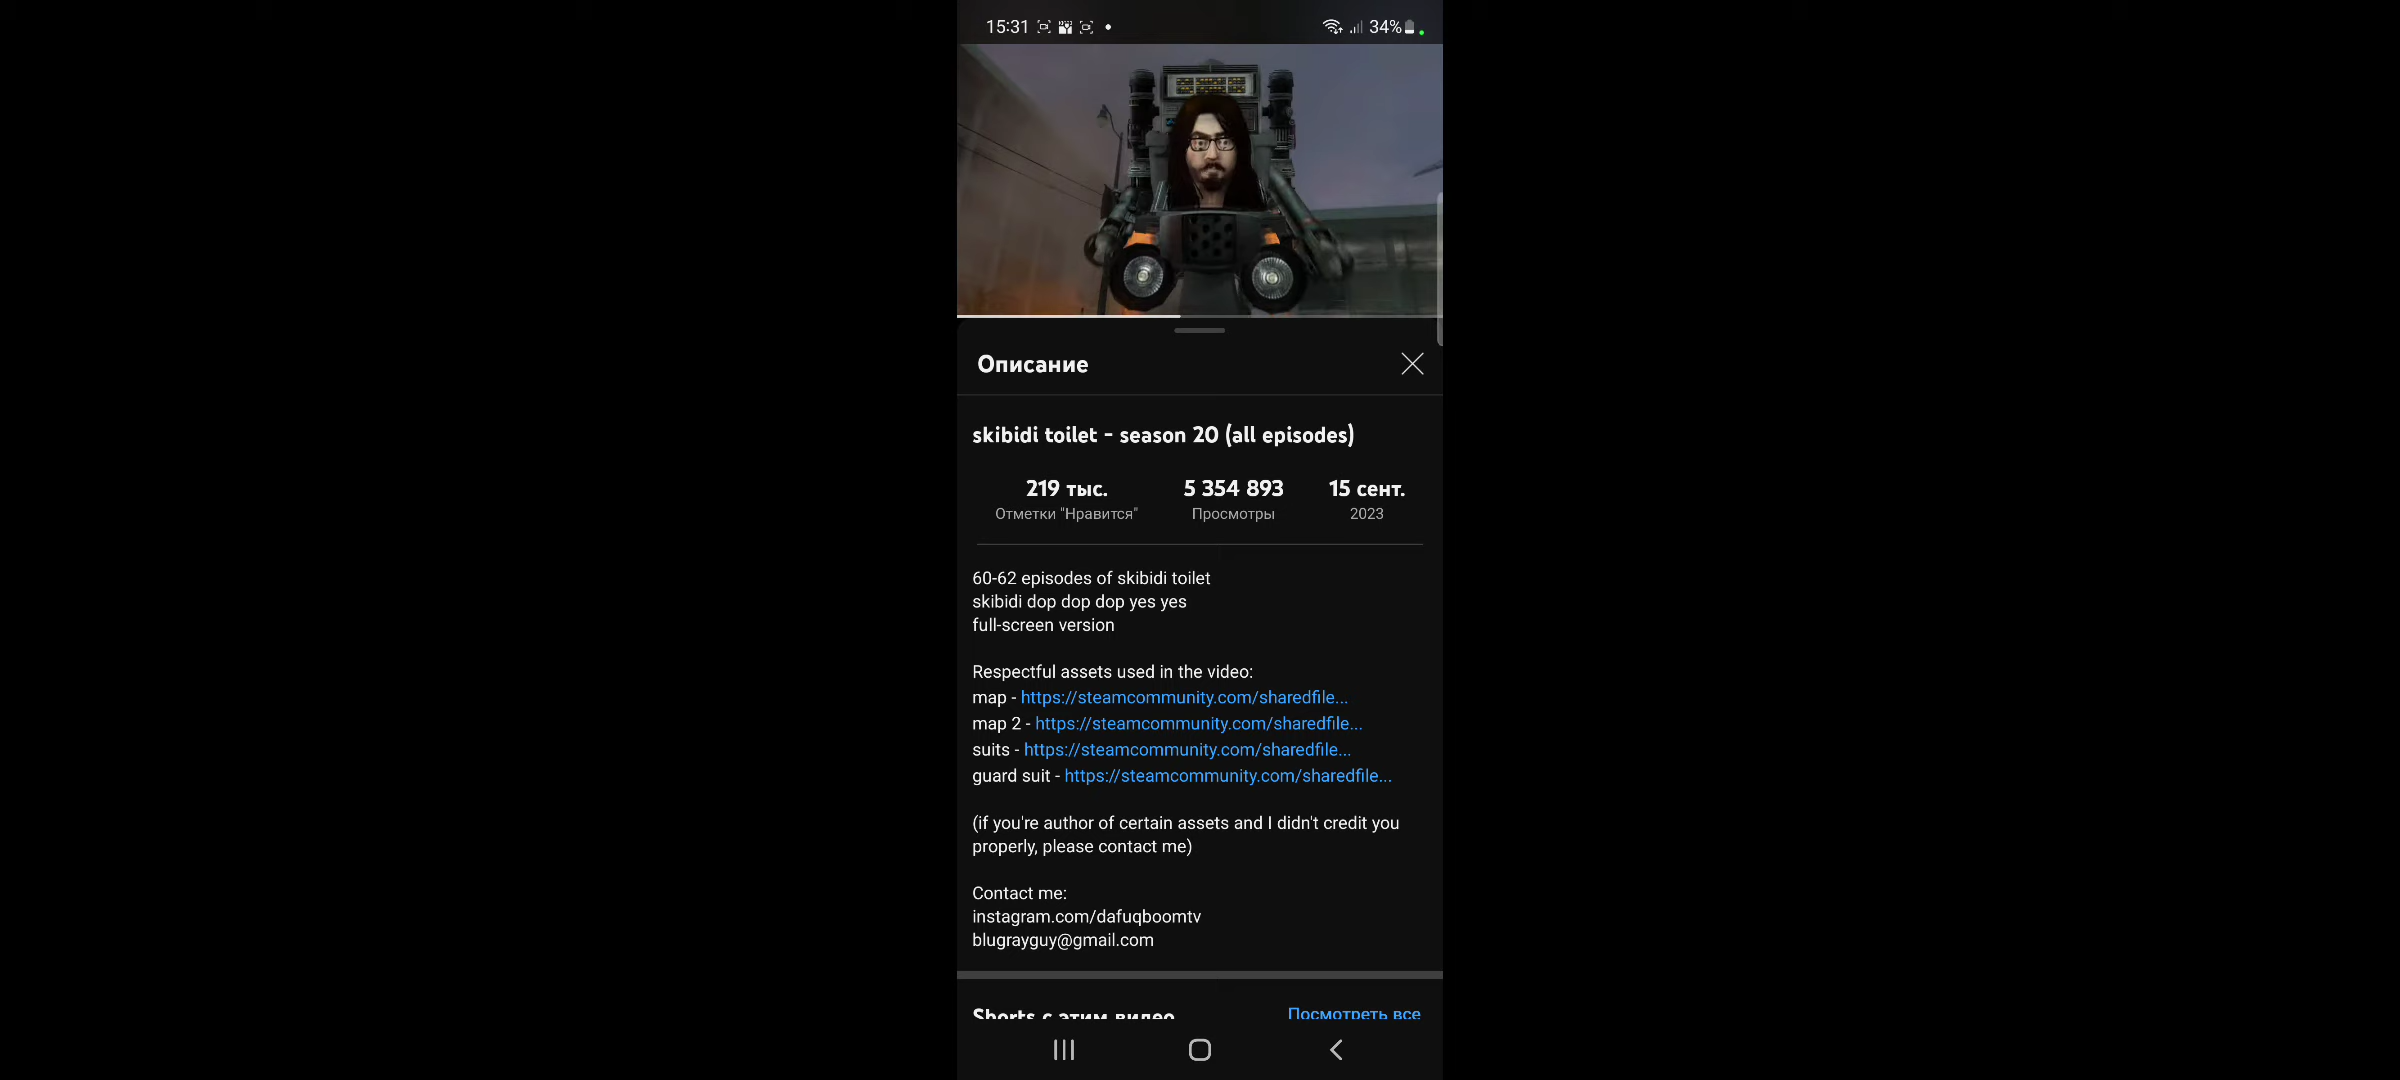 15:31
34%
Описание
skibidi toilet - season 20 (all episodes)
219 тыс.
Отметки "Нравится"
5 354 893
Просмотры
15 сент.
2023
60-62 episodes of skibidi toilet
skibidi dop dop dop yes yes
full-screen version
Respectful assets used in the video:
map - https://steamcommunity.com/sharedfile...
map 2 - https://steamcommunity.com/sharedfile...
suits - https://steamcommunity.com/sharedfile...
guard suit - https://steamcommunity.com/sharedfile...
(if you're author of certain assets and I didn't credit you
properly, please contact me)
Contact me:
instagram.com/dafuqboomtv
blugrayguy@gmail.com
Shorts с этим видео
Посмотреть все